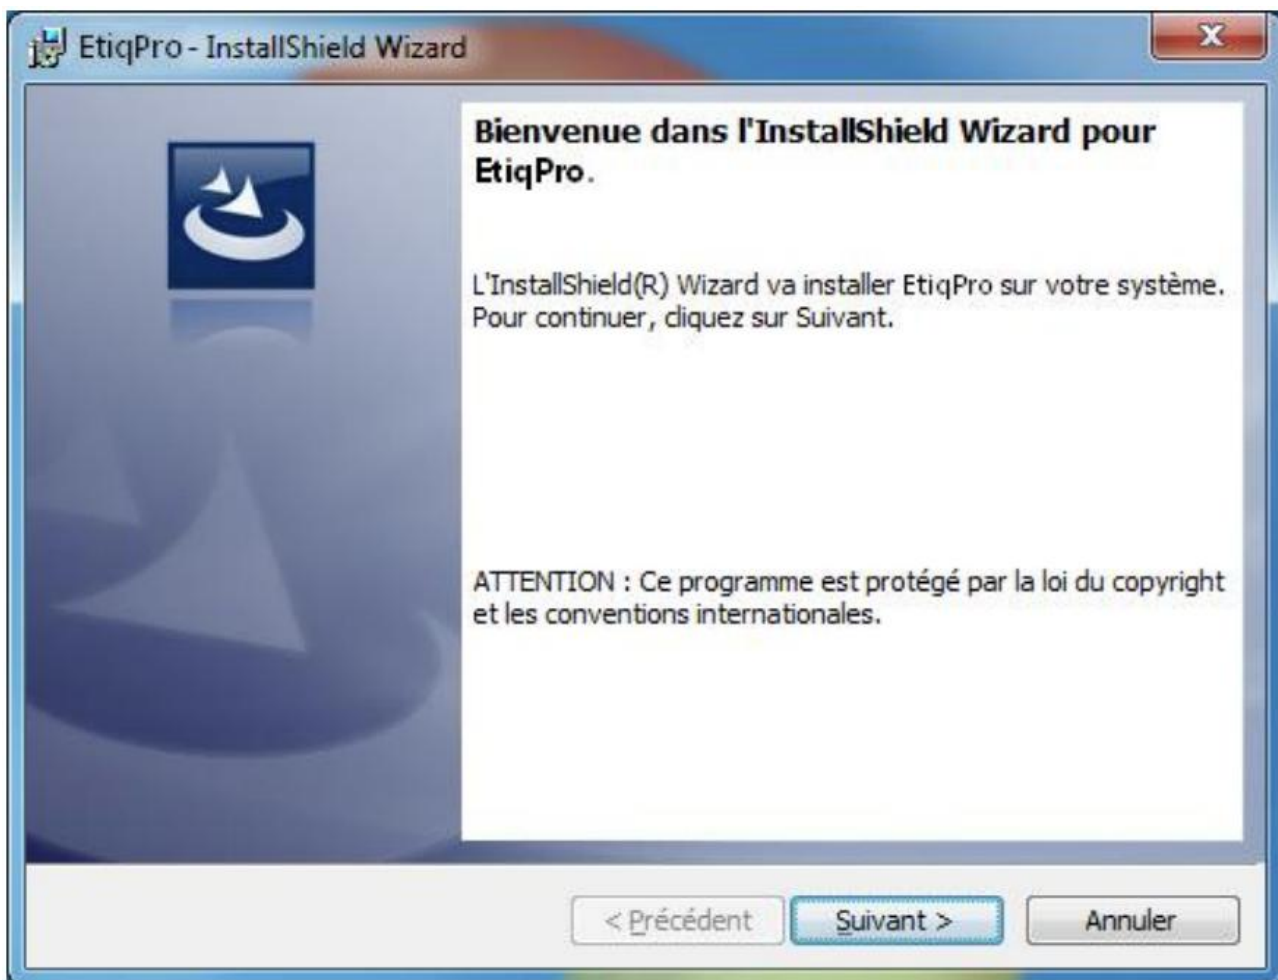 EtiqPro - InstallShield Wizard
Bienvenue dans l'InstallShield Wizard pour
EtiqPro.
L'InstallShield(R) Wizard va installer EtiqPro sur votre système.
Pour continuer, cliquez sur Suivant.
ATTENTION : Ce programme est protégé par la loi du copyright
et les conventions internationales.
< Précédent
Suivant >
Annuler